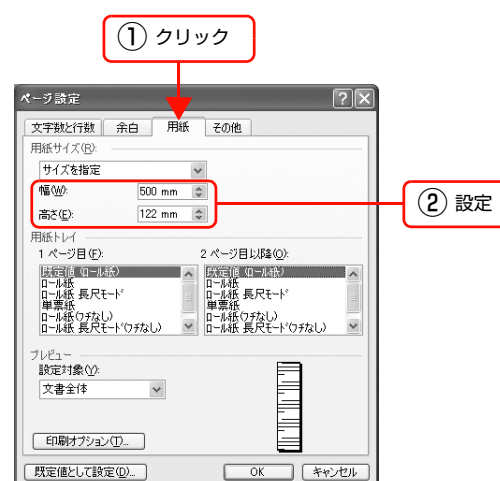 ① クリック
ページ設定
文字数と行数 余白 用紙 その他
用紙サイズ(R):
サイズを指定
幅(W): 500 mm
高さ(E): 122 mm
② 設定
用紙トレイ
1 ページ目(F): 2 ページ目以降(O):
既定値 (ロール紙) 既定値 (ロール紙)
ロール紙 ロール紙
ロール紙 長尺モード ロール紙 長尺モード
単票紙 単票紙
ロール紙(フチなし) ロール紙(フチなし)
ロール紙 長尺モード(フチなし) ロール紙 長尺モード(フチなし)
プレビュー
設定対象(Y):
文書全体
印刷オプション(T)...
既定値として設定(D)... OK キャンセル